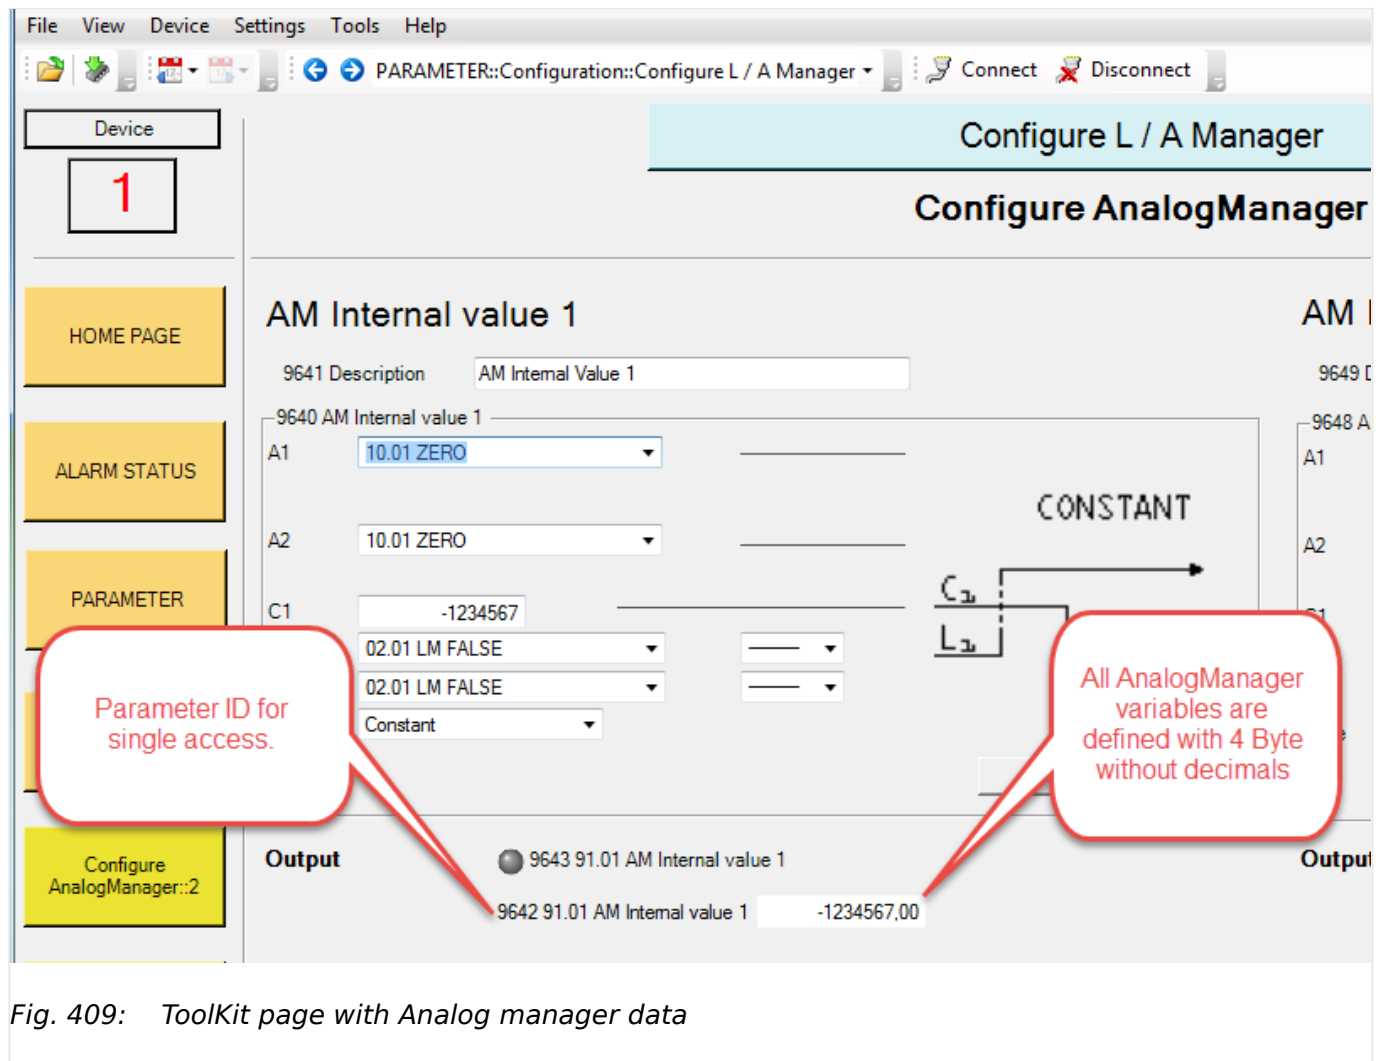 File View Device Settings Tools Help
PARAMETER::Configuration::Configure L / A Manager Connect Disconnect
Device
1
Configure L / A Manager
Configure AnalogManager
HOME PAGE
ALARM STATUS
PARAMETER
Configure
AnalogManager::2
AM Internal value 1
9641 Description AM Internal Value 1
9640 AM Internal value 1
A1 10.01 ZERO
A2 10.01 ZERO
C1 -1234567
02.01 LM FALSE
02.01 LM FALSE
Constant
CONSTANT
C1
L1
Parameter ID for
single access.
All AnalogManager
variables are
defined with 4 Byte
without decimals
Output
9643 91.01 AM Internal value 1
9642 91.01 AM Internal value 1 -1234567,00
AM
9649
9648 A
A1
A2
C1
Output
Fig. 409: ToolKit page with Analog manager data